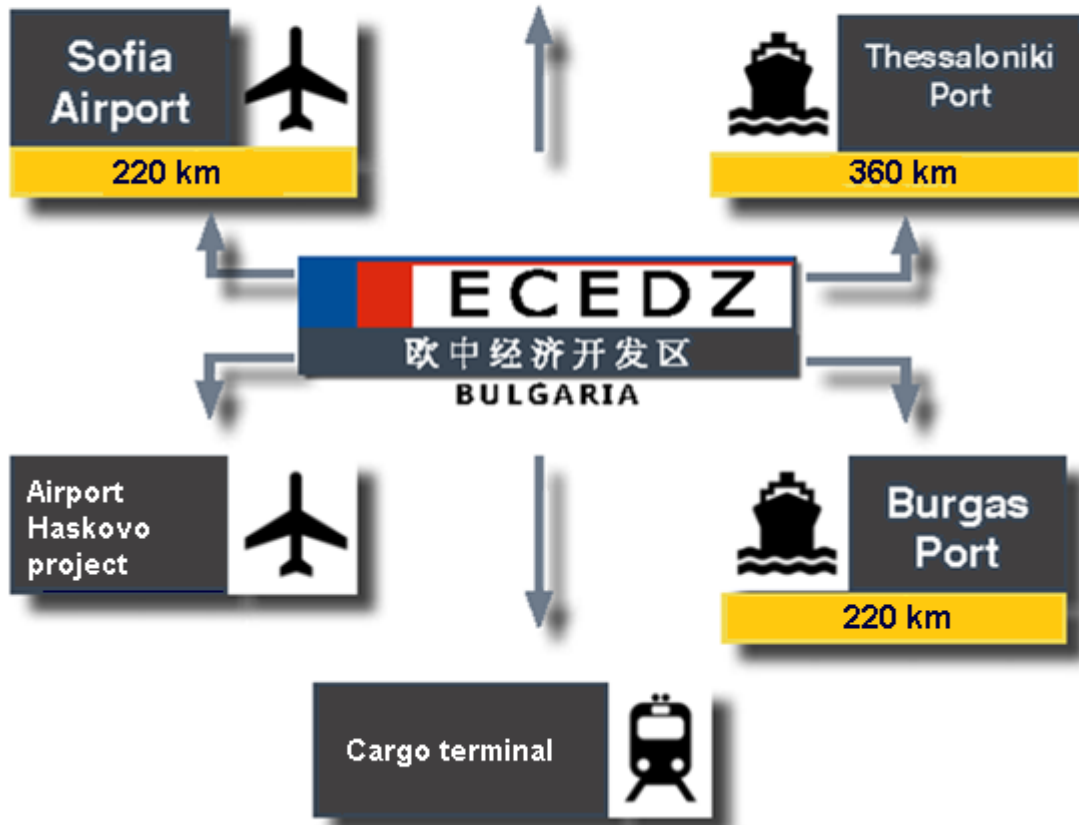 Sofia
Airport
220 km
Thessaloniki
Port
360 km
ECEDZ
欧中经济开发区
BULGARIA
Airport
Haskovo
project
Burgas
Port
220 km
Cargo terminal